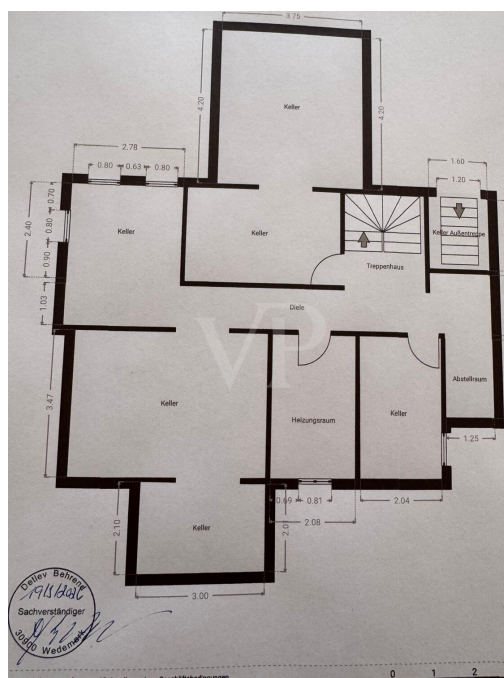 3.75
4.20
Keller
4.20
2.78
0.80 0.63 0.80
1.60
1.20
0.70
0.80
2.40
0.90
1.03
Keller
Keller
Keller Außentreppe
Treppenhaus
Diele
VP
3.47
Keller
Heizungsraum
Keller
Abstellraum
1.25
0.69 0.81
2.08
2.04
2.10
Keller
3.00
Detlev Behrend
Sachverständiger
30900 Wedemark
0 1 2